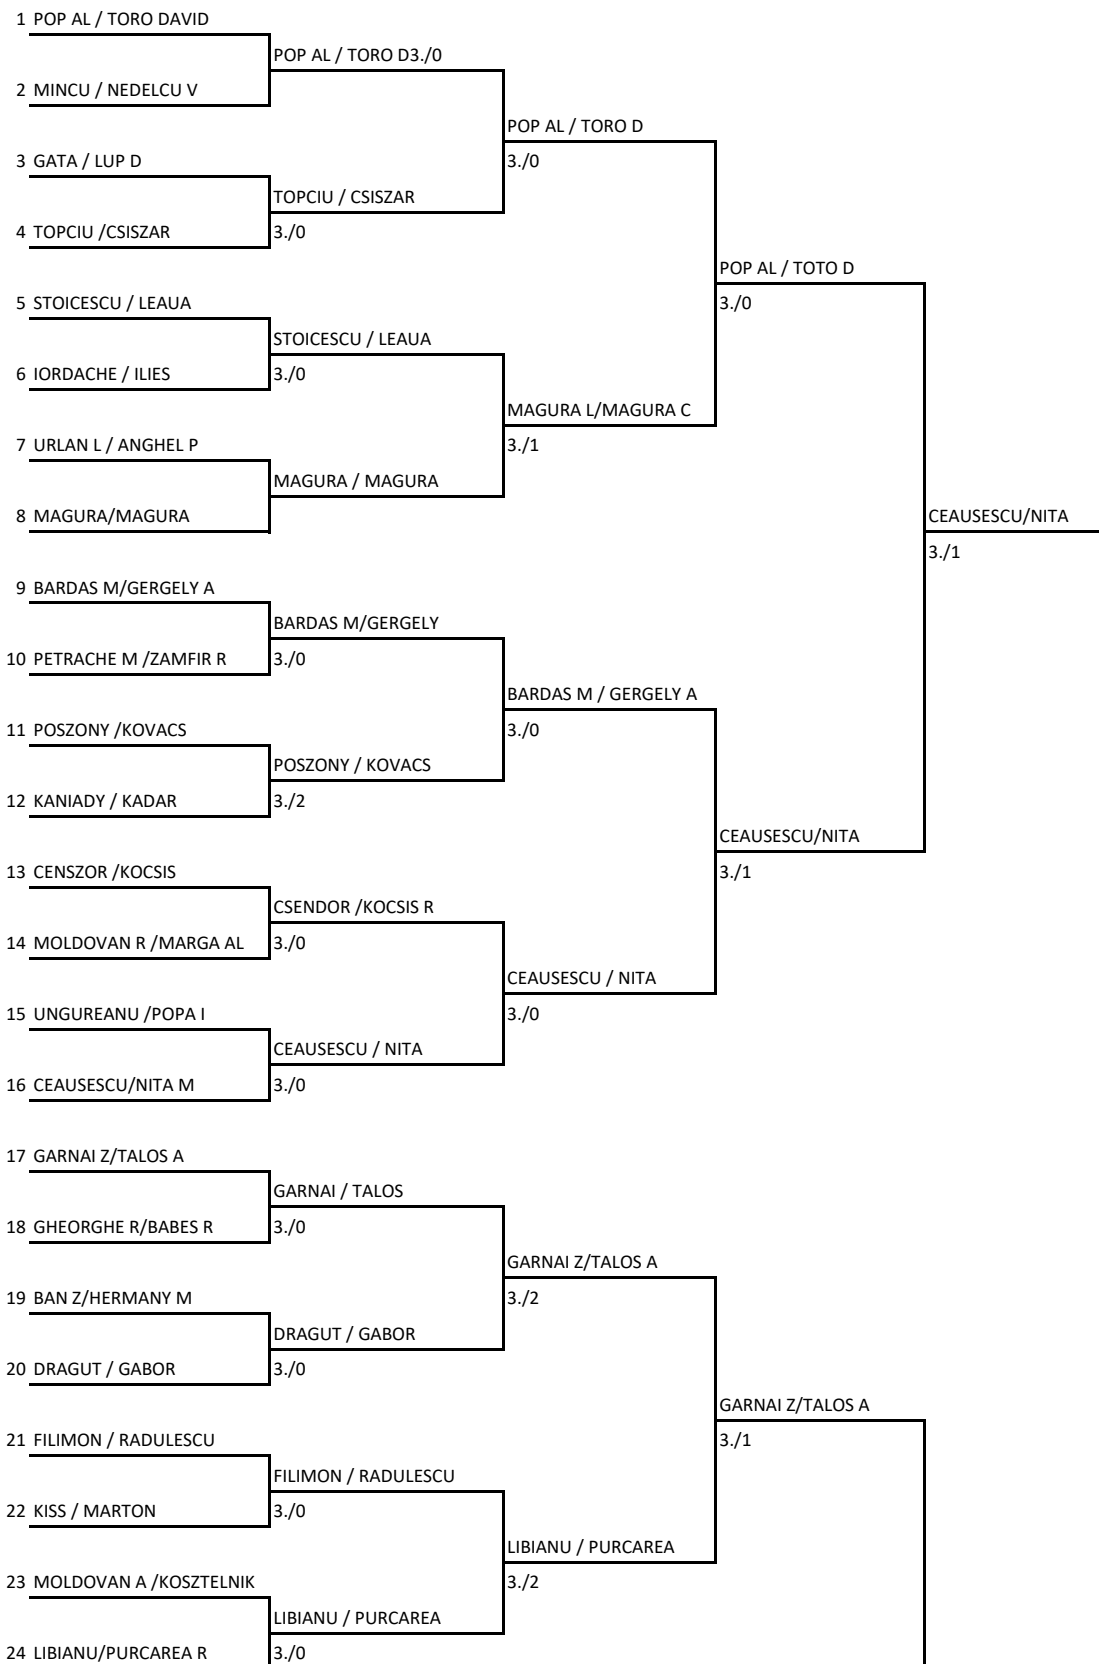 1 POP AL / TORO DAVID
POP AL / TORO D3./0
2 MINCU / NEDELCU V
POP AL / TORO D
3 GATA / LUP D
3./0
TOPCIU / CSISZAR
4 TOPCIU /CSISZAR
3./0
POP AL / TOTO D
5 STOICESCU / LEAUA
3./0
STOICESCU / LEAUA
6 IORDACHE / ILIES
3./0
MAGURA L/MAGURA C
7 URLAN L / ANGHEL P
3./1
MAGURA / MAGURA
8 MAGURA/MAGURA
CEAUSESCU/NITA
3./1
9 BARDAS M/GERGELY A
BARDAS M/GERGELY
10 PETRACHE M /ZAMFIR R
3./0
BARDAS M / GERGELY A
11 POSZONY /KOVACS
3./0
POSZONY / KOVACS
12 KANIADY / KADAR
3./2
CEAUSESCU/NITA
13 CENSZOR /KOCSIS
3./1
CSENDOR /KOCSIS R
14 MOLDOVAN R /MARGA AL
3./0
CEAUSESCU / NITA
15 UNGUREANU /POPA I
3./0
CEAUSESCU / NITA
16 CEAUSESCU/NITA M
3./0
17 GARNAI Z/TALOS A
GARNAI / TALOS
18 GHEORGHE R/BABES R
3./0
GARNAI Z/TALOS A
19 BAN Z/HERMANY M
3./2
DRAGUT / GABOR
20 DRAGUT / GABOR
3./0
GARNAI Z/TALOS A
21 FILIMON / RADULESCU
3./1
FILIMON / RADULESCU
22 KISS / MARTON
3./0
LIBIANU / PURCAREA
23 MOLDOVAN A /KOSZTELNIK
3./2
LIBIANU / PURCAREA
24 LIBIANU/PURCAREA R
3./0